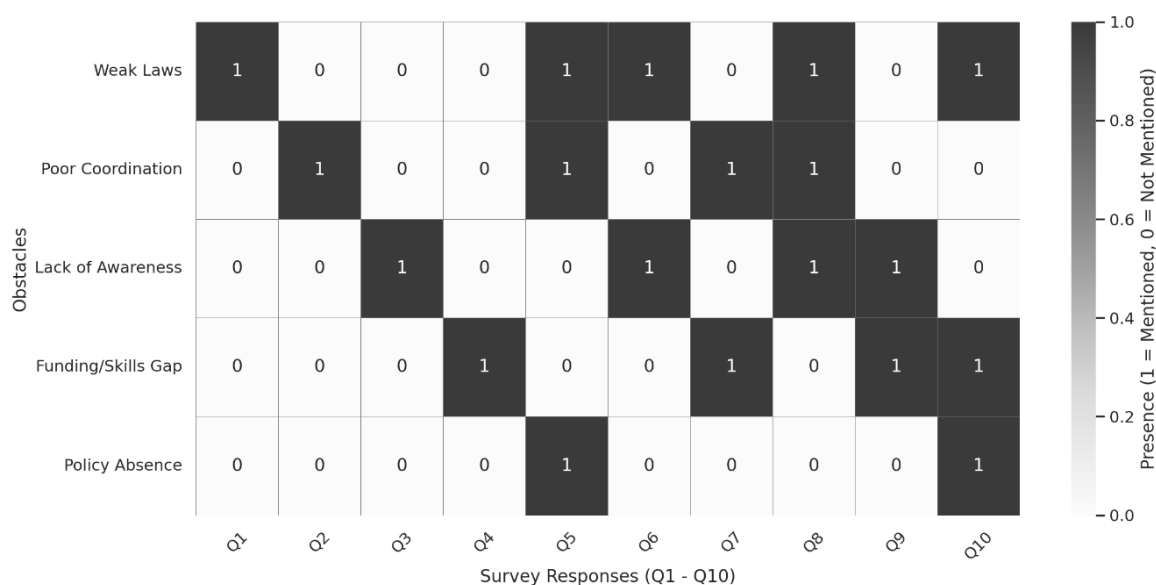 Weak Laws 1 0 0 0 1 1 0 1 0 1
Poor Coordination 0 1 0 0 1 0 1 1 0 0
Lack of Awareness 0 0 1 0 0 1 0 1 1 0
Funding/Skills Gap 0 0 0 1 0 0 1 0 1 1
Policy Absence 0 0 0 0 1 0 0 0 0 1
Obstacles
Q1 Q2 Q3 Q4 Q5 Q6 Q7 Q8 Q9 Q10
Survey Responses (Q1 - Q10)
1.0
0.8
0.6
0.4
0.2
0.0
Presence (1 = Mentioned, 0 = Not Mentioned)